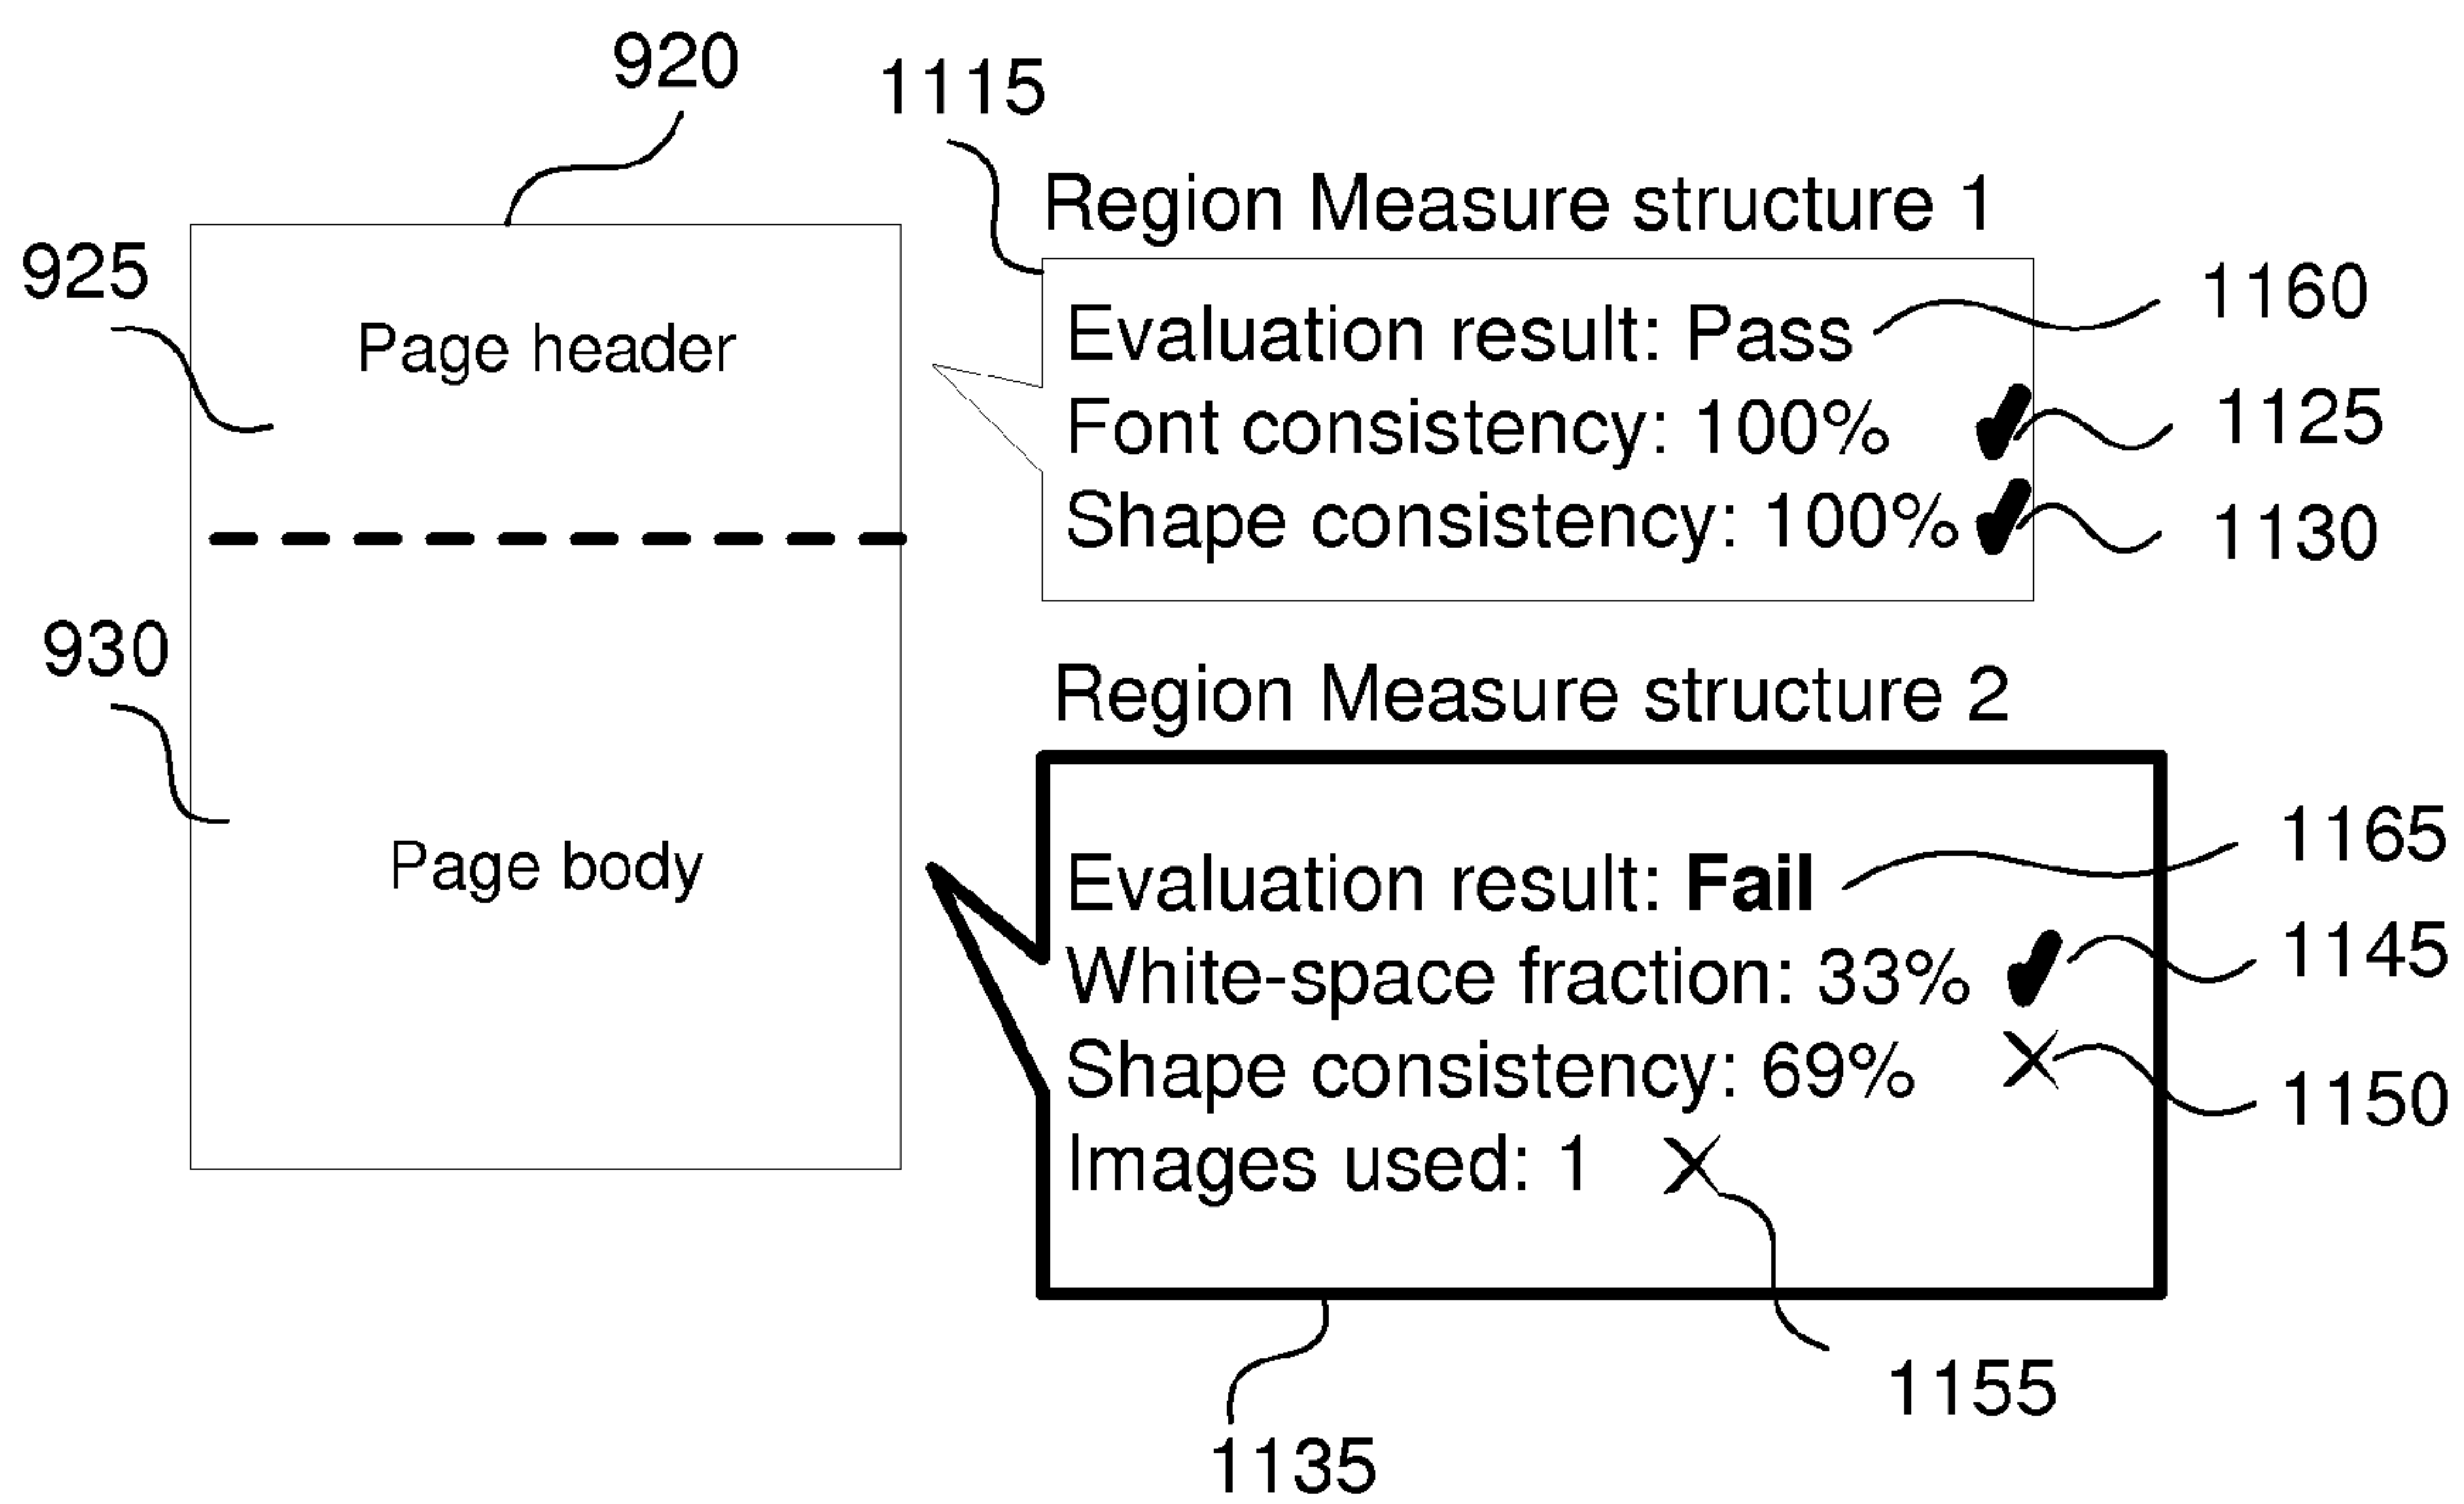 920
1115
Region Measure structure 1
925
Page header
Evaluation result: Pass
1160
Font consistency: 100%
1125
Shape consistency: 100%
1130
930
Region Measure structure 2
Page body
Evaluation result: Fail
1165
White-space fraction: 33%
1145
Shape consistency: 69%
1150
Images used: 1
1155
1135